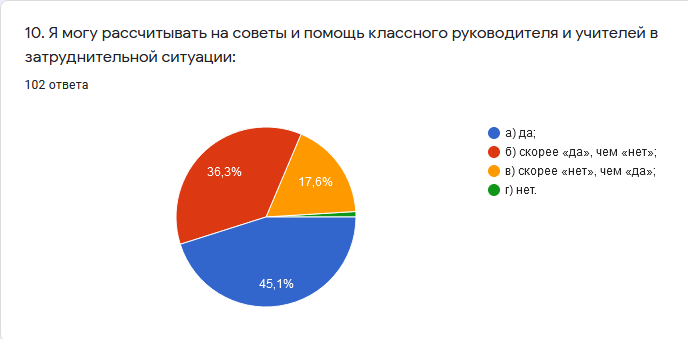 10. Я могу рассчитывать на советы и помощь классного руководителя и учителей в
затруднительной ситуации:
102 ответа
а) да;
б) скорее «да», чем «нет»;
в) скорее «нет», чем «да»;
г) нет.
36,3%
17,6%
45,1%